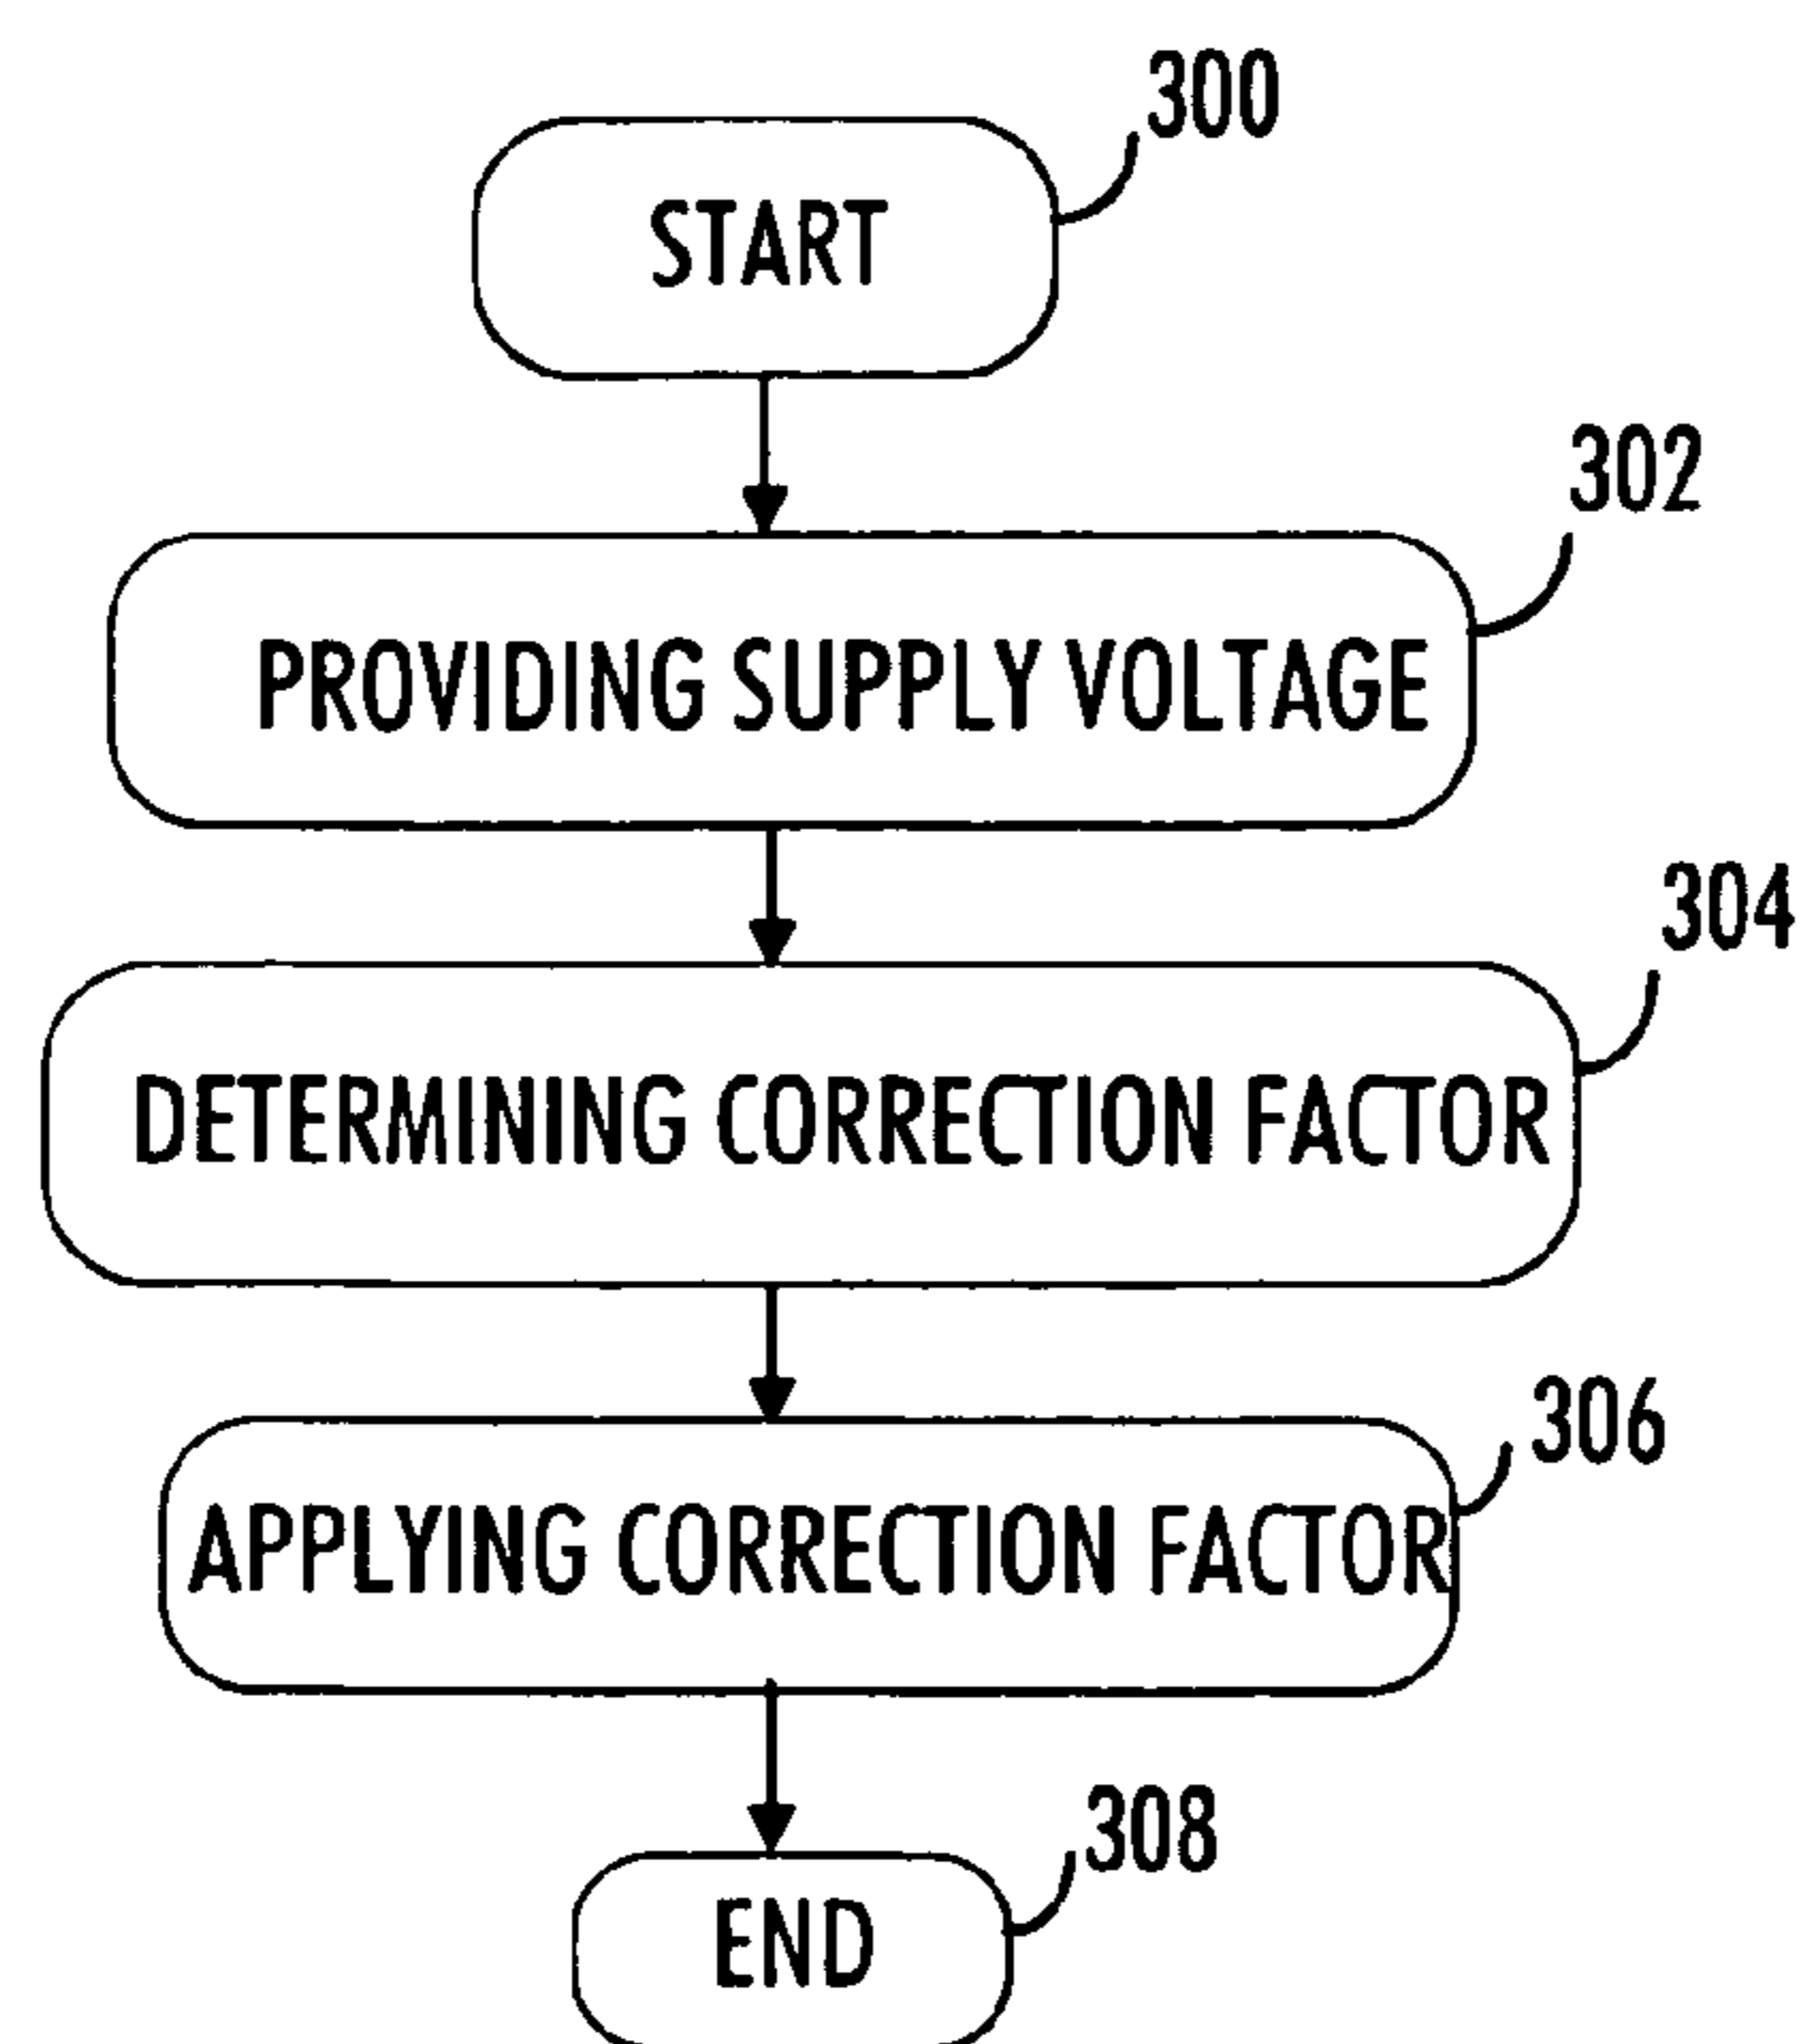 300
START
302
PROVIDING SUPPLY VOLTAGE
304
DETERMINING CORRECTION FACTOR
306
APPLYING CORRECTION FACTOR
308
END